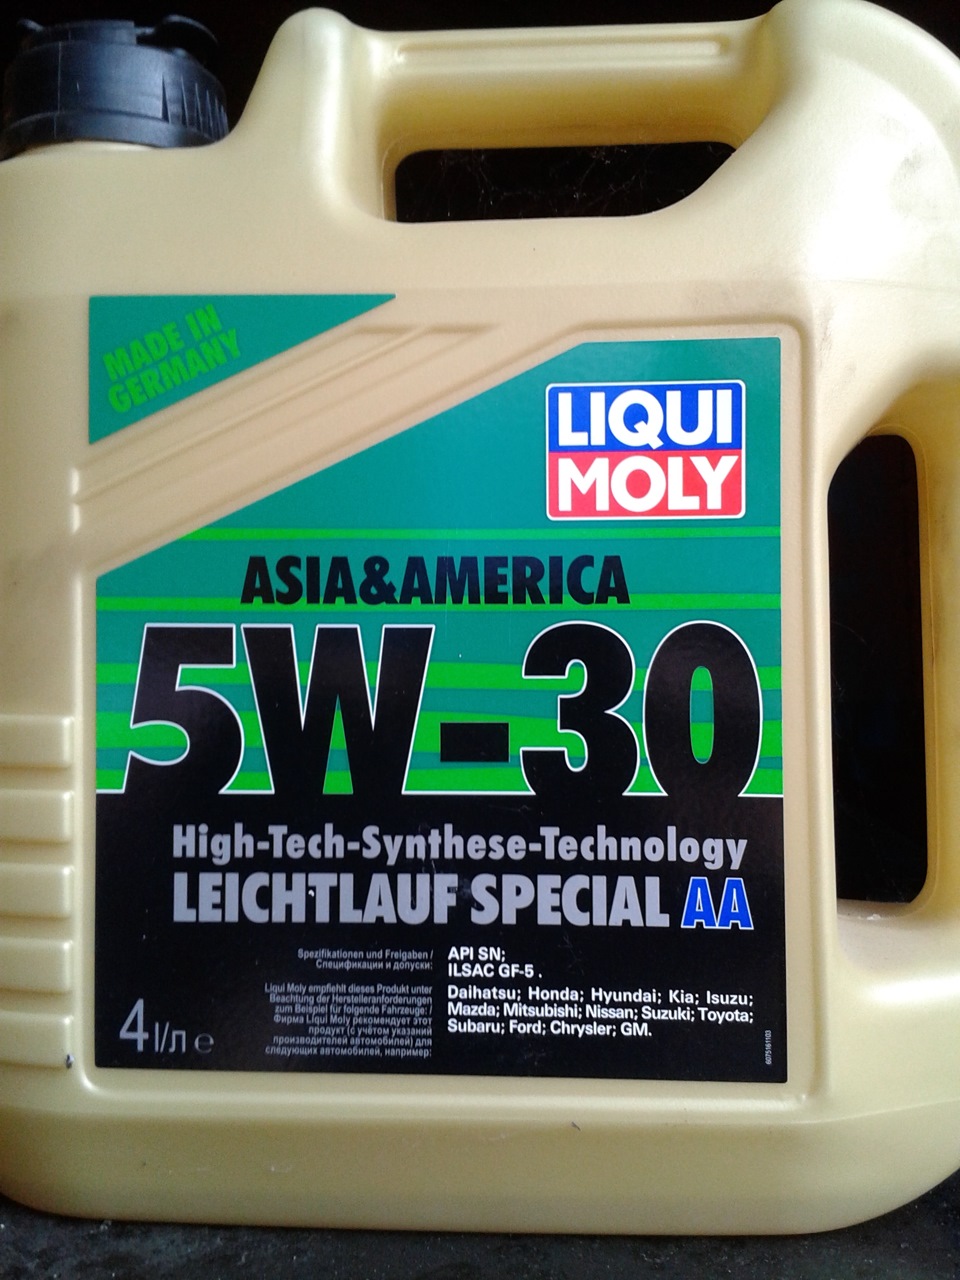 MADE IN
GERMANY
LIQUI
MOLY
ASIA&AMERICA
5W-30
High-Tech-Synthese-Technology
LEICHTLAUF SPECIAL AA
Spezifikationen und Freigaben /
Спецификации и допуски:
API SN;
ILSAC GF-5 .
Liqui Moly empfiehlt dieses Produkt unter
Beachtung der Herstelleranforderungen
zum Beispiel für folgende Fahrzeuge: /
Фирма Liqui Moly рекомендует этот
продукт (с учётом указаний
производителей автомобилей) для
следующих автомобилей, например:
Daihatsu; Honda; Hyundai; Kia; Isuzu;
Mazda; Mitsubishi; Nissan; Suzuki; Toyota;
Subaru; Ford; Chrysler; GM.
4 l/л e
6075161103